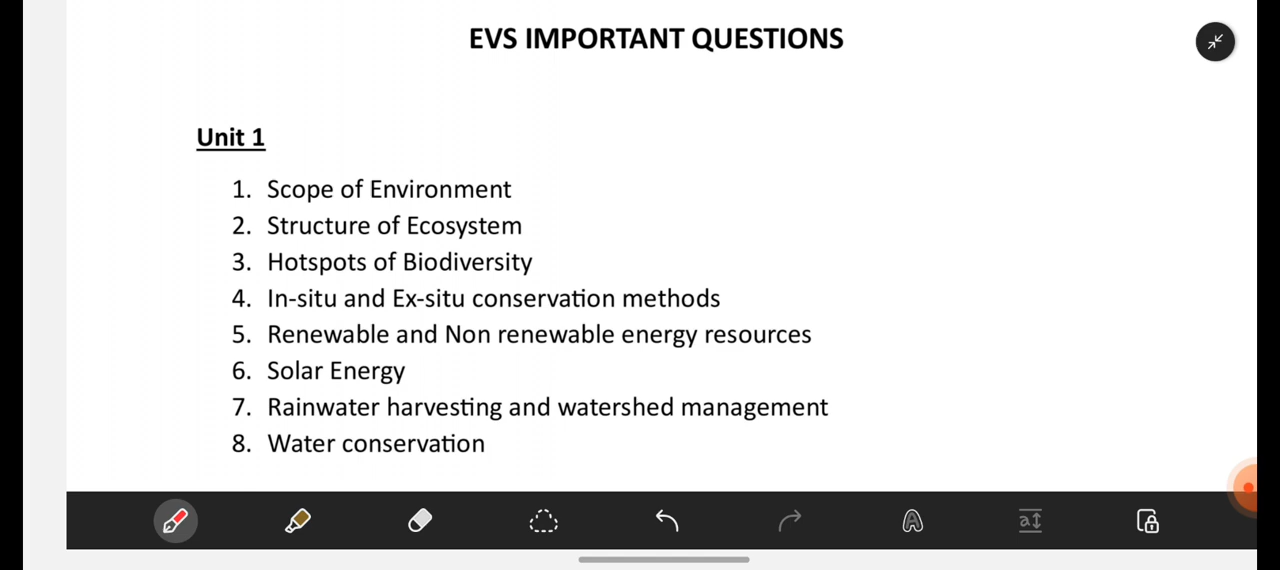 EVS IMPORTANT QUESTIONS
Unit 1
1. Scope of Environment
2. Structure of Ecosystem
3. Hotspots of Biodiversity
4. In-situ and Ex-situ conservation methods
5. Renewable and Non renewable energy resources
6. Solar Energy
7. Rainwater harvesting and watershed management
8. Water conservation